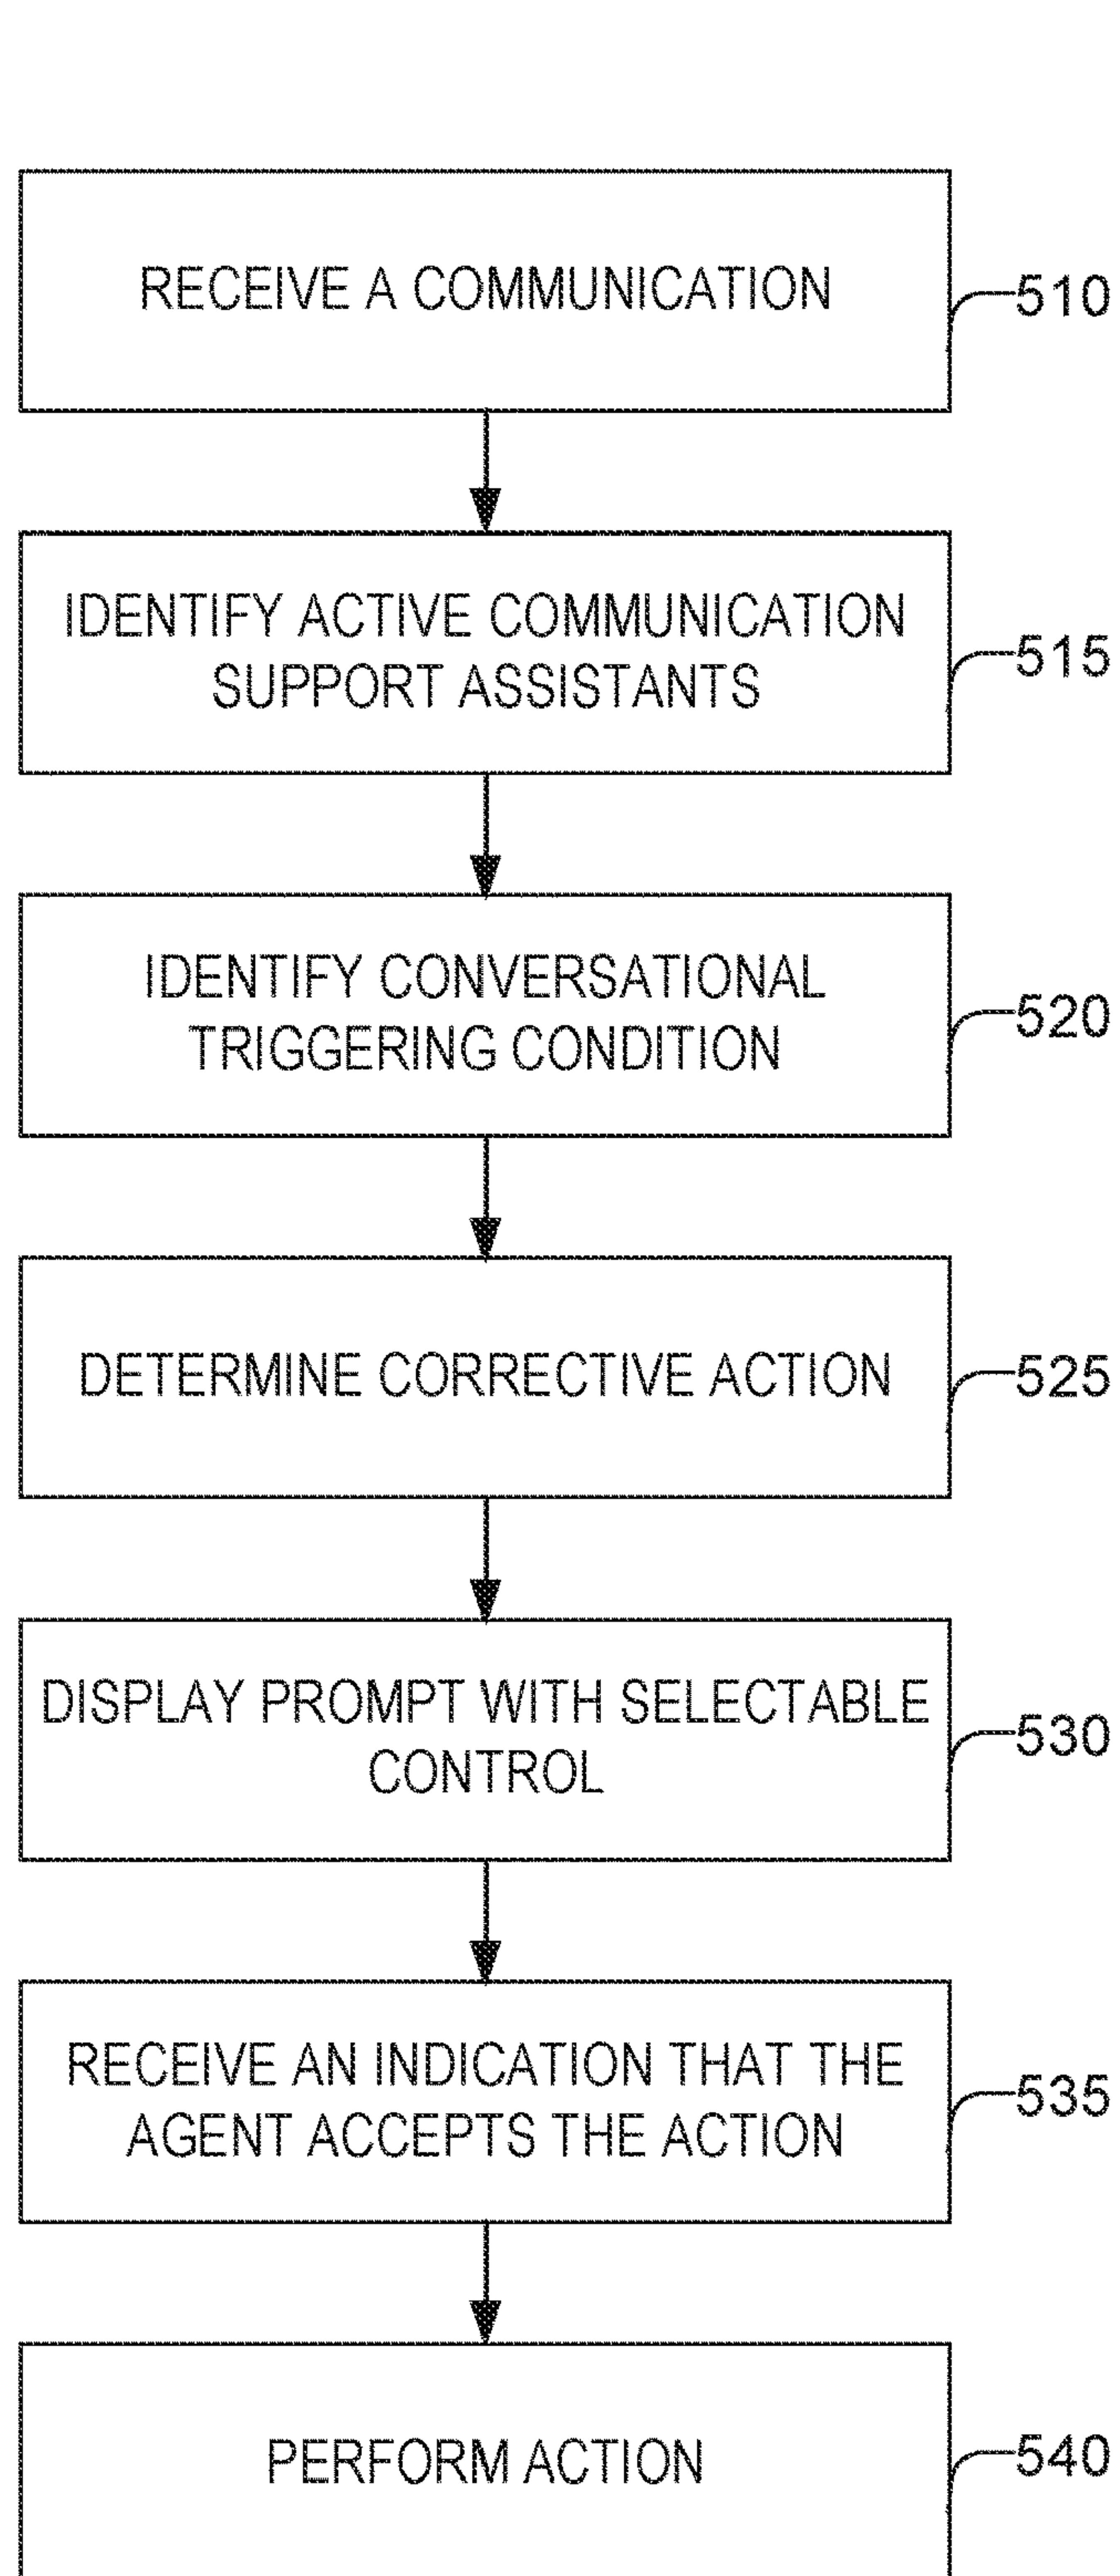 RECEIVE A COMMUNICATION
510
IDENTIFY ACTIVE COMMUNICATION
SUPPORT ASSISTANTS
515
IDENTIFY CONVERSATIONAL
TRIGGERING CONDITION
520
DETERMINE CORRECTIVE ACTION
525
DISPLAY PROMPT WITH SELECTABLE
CONTROL
530
RECEIVE AN INDICATION THAT THE
AGENT ACCEPTS THE ACTION
535
PERFORM ACTION
540